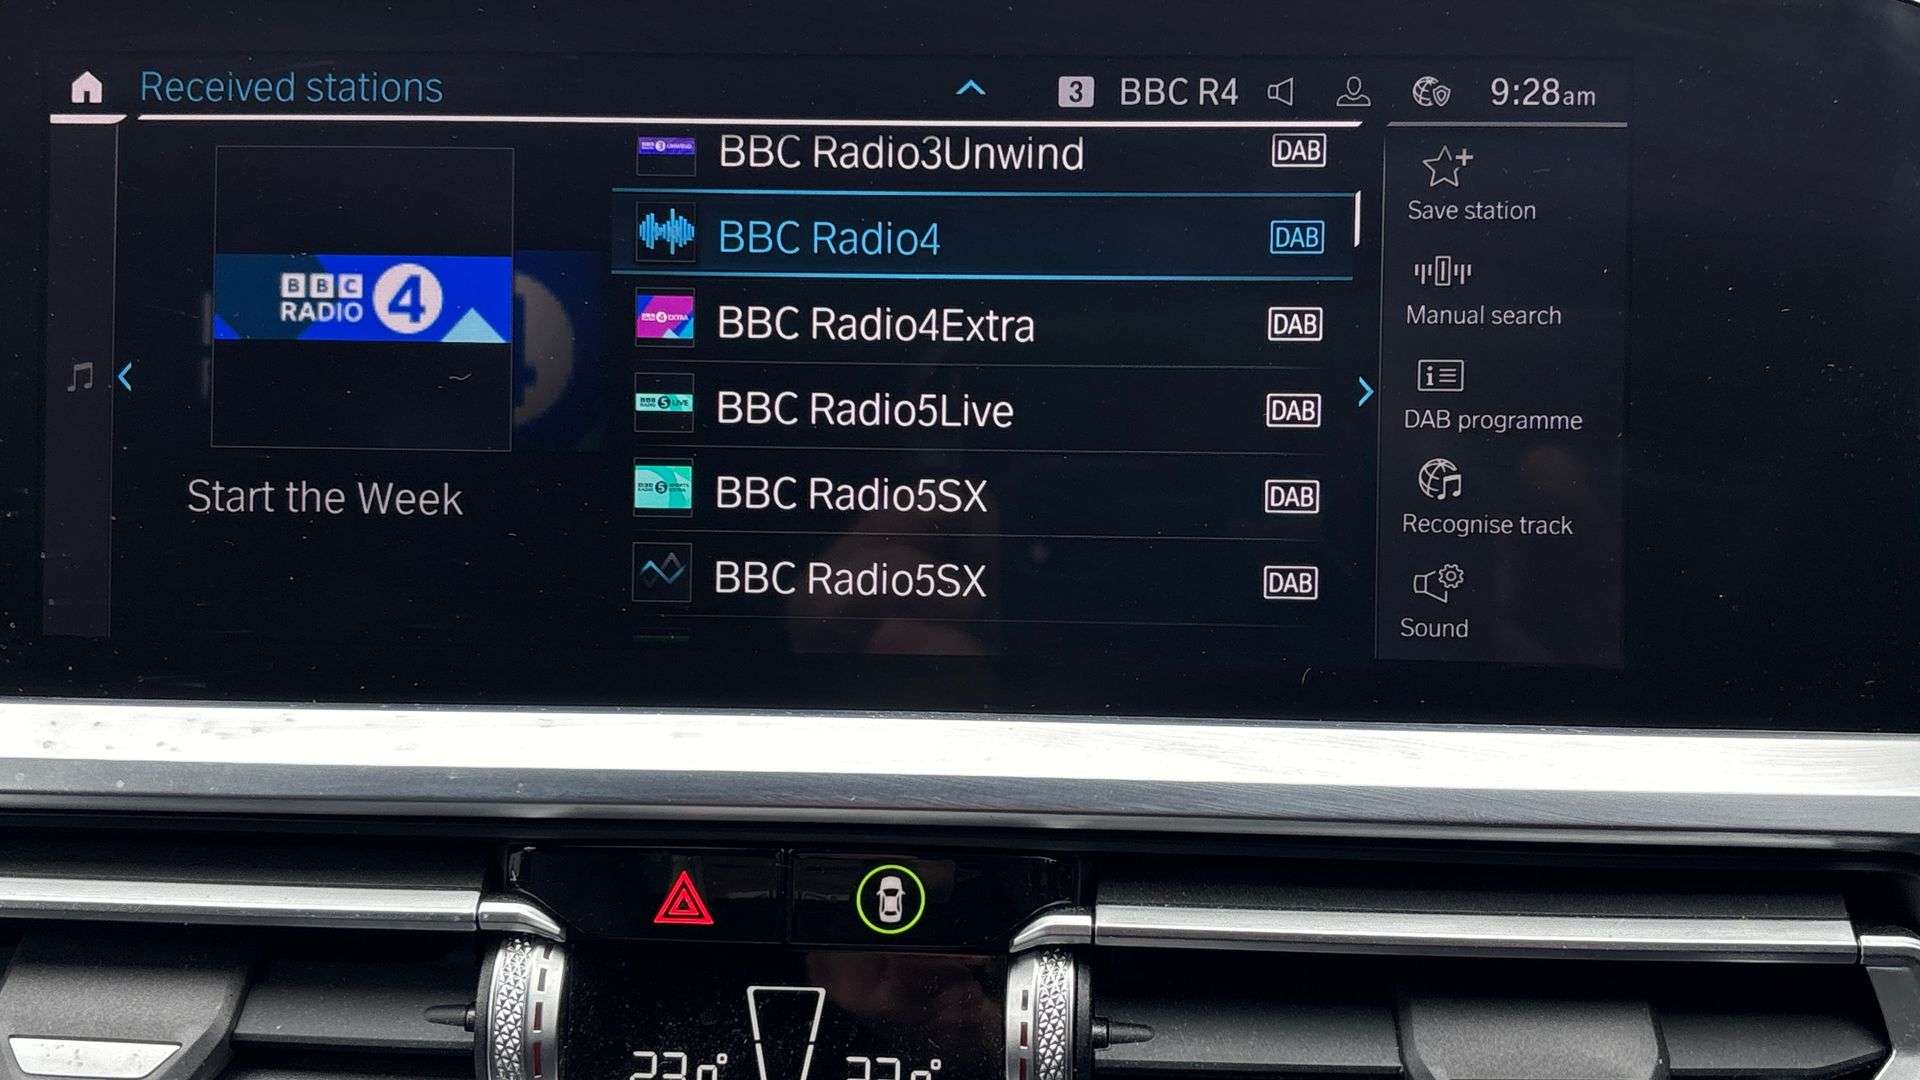 Received stations
3 BBC R4
9:28am
BBC Radio3Unwind DAB
BBC Radio4 DAB
BBC Radio4Extra DAB
BBC Radio5Live DAB
BBC Radio5SX DAB
BBC Radio5SX DAB
BBC
RADIO 4
Start the Week
Save station
Manual search
DAB programme
Recognise track
Sound